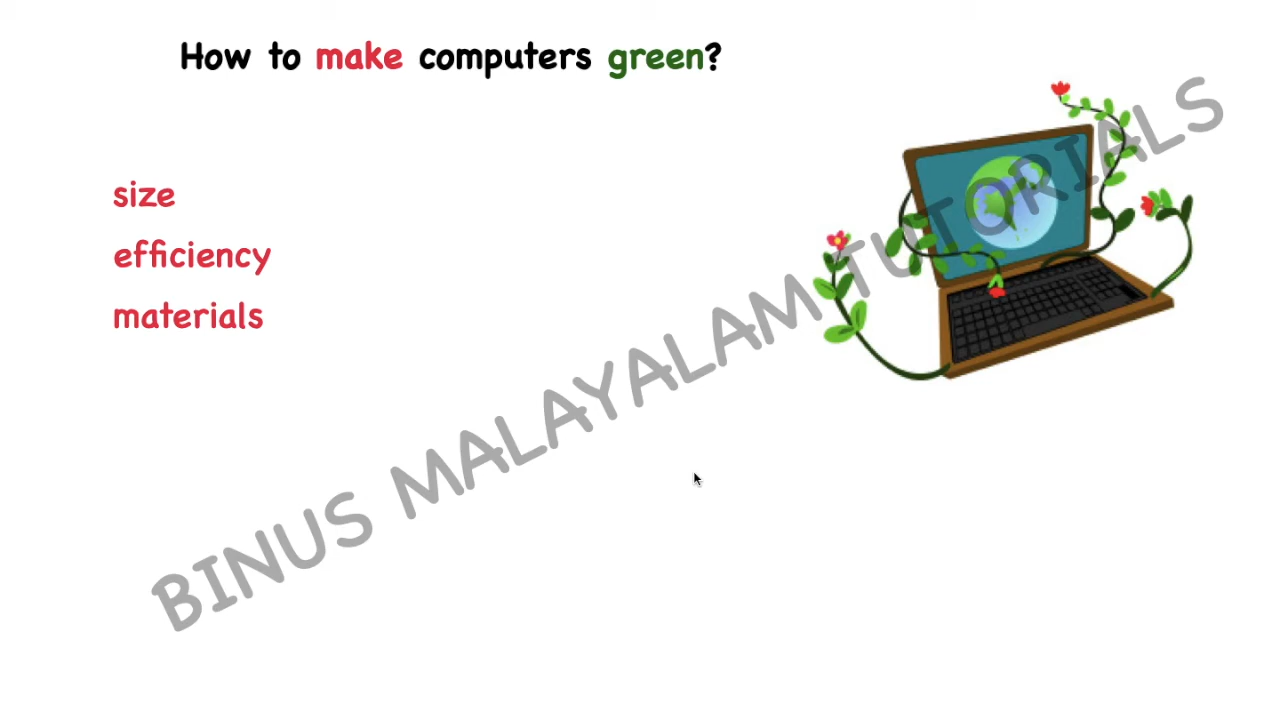 How to make computers green?
size
efficiency
materials
BINUS MALAYALAM TUTORIALS